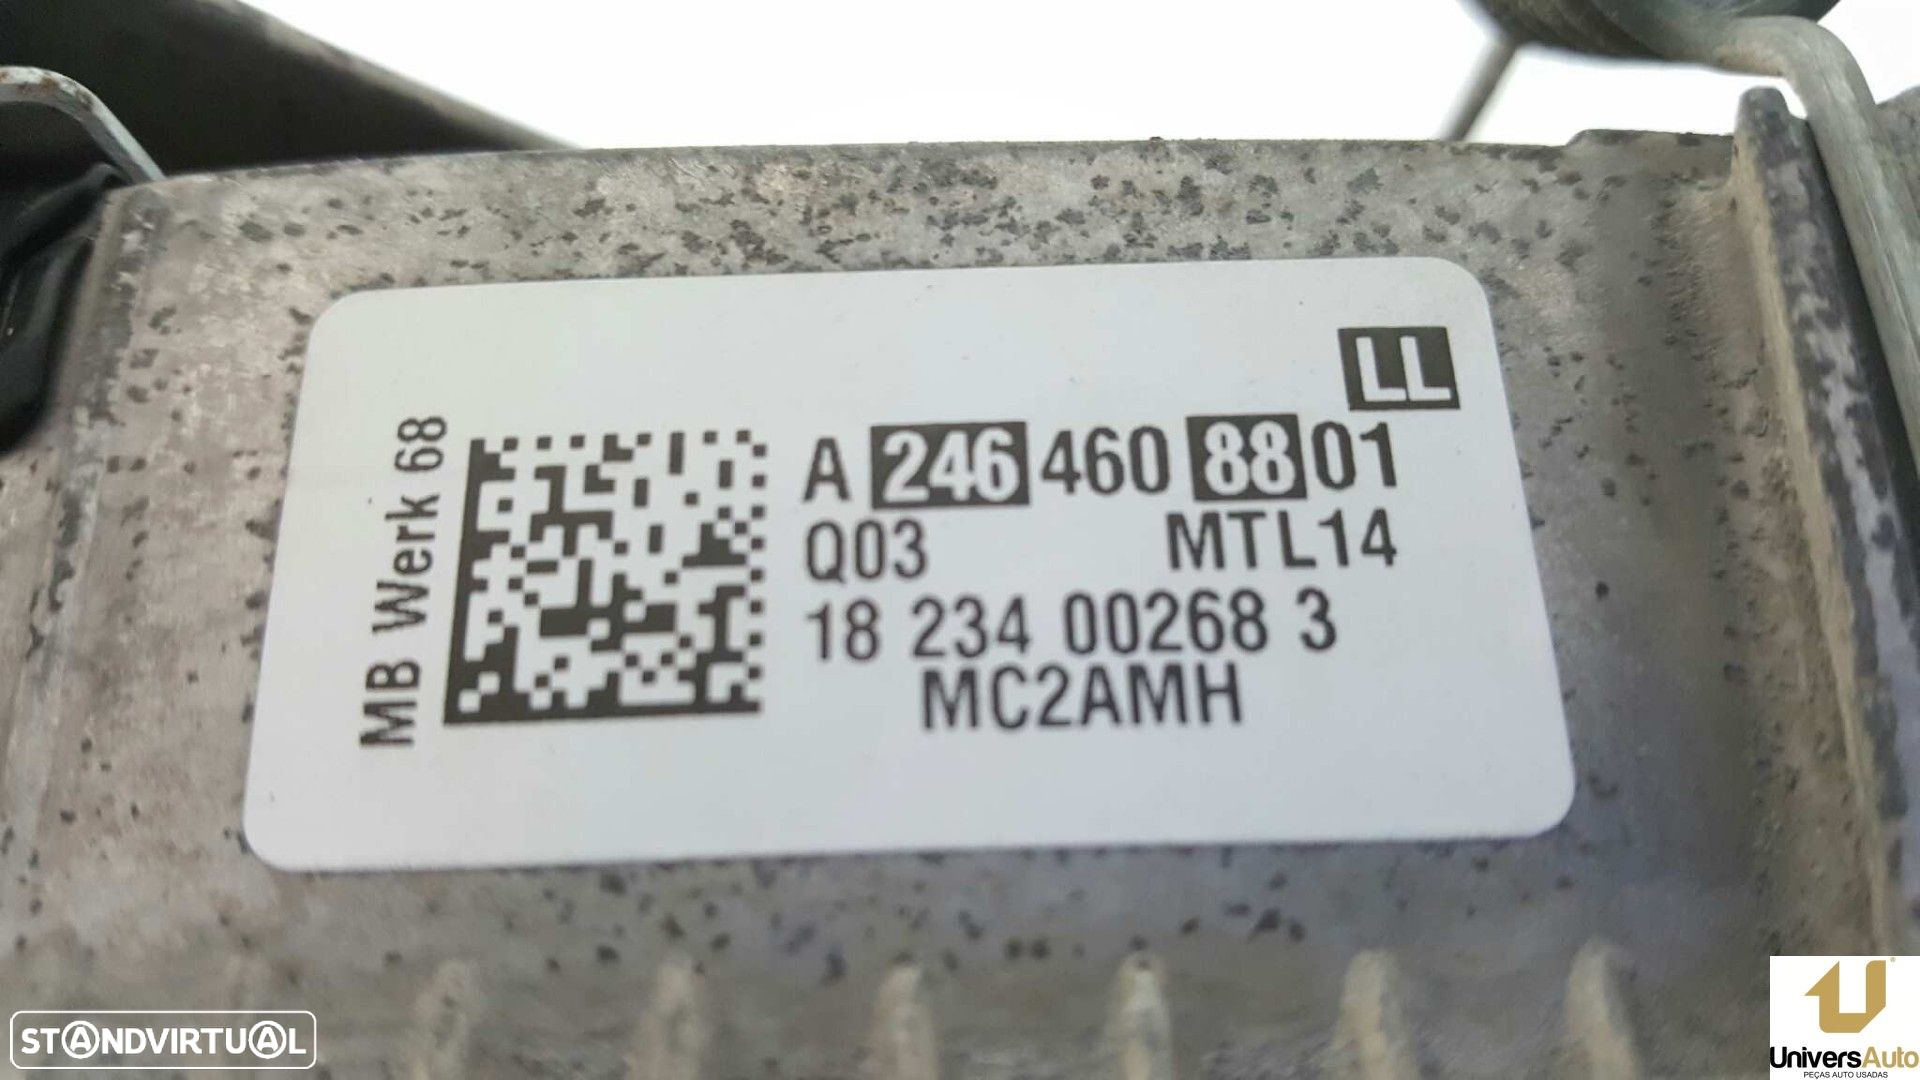 LL
MB Werk 68
A 246 460 88 01
Q03 MTL14
18 234 00268 3
MC2AMH
STANDVIRTUAL
UniversAuto
PEÇAS AUTO USADAS